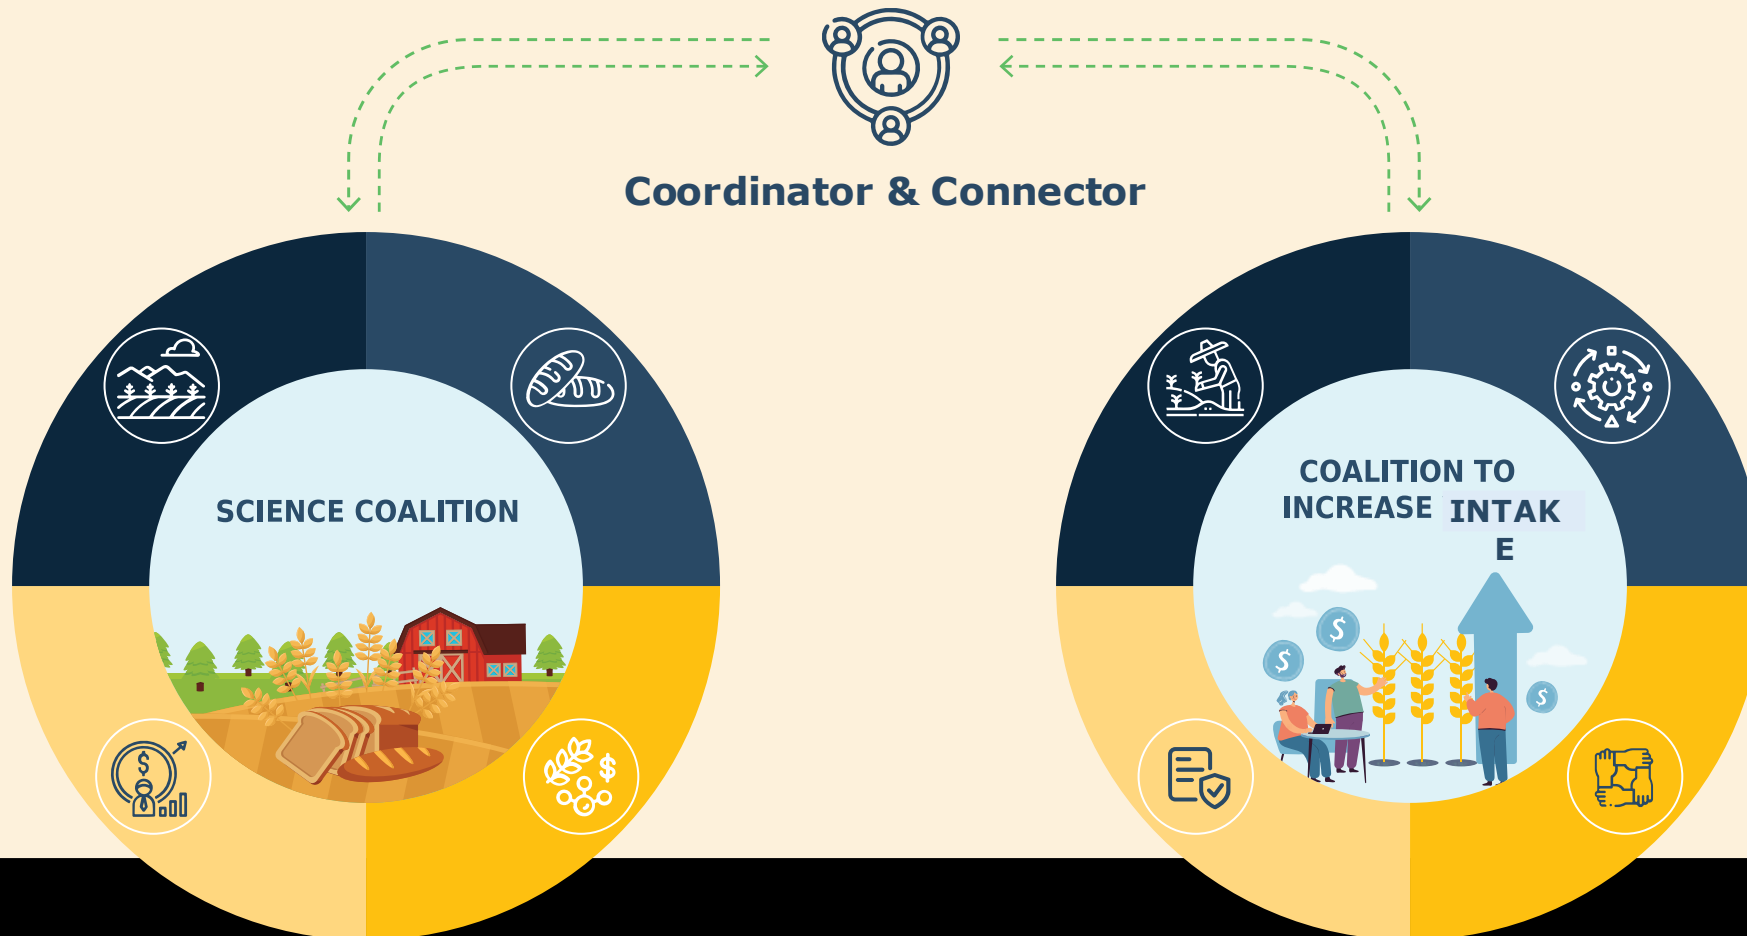 Coordinator & Connector
SCIENCE COALITION
COALITION TO
INCREASE INTAK
E